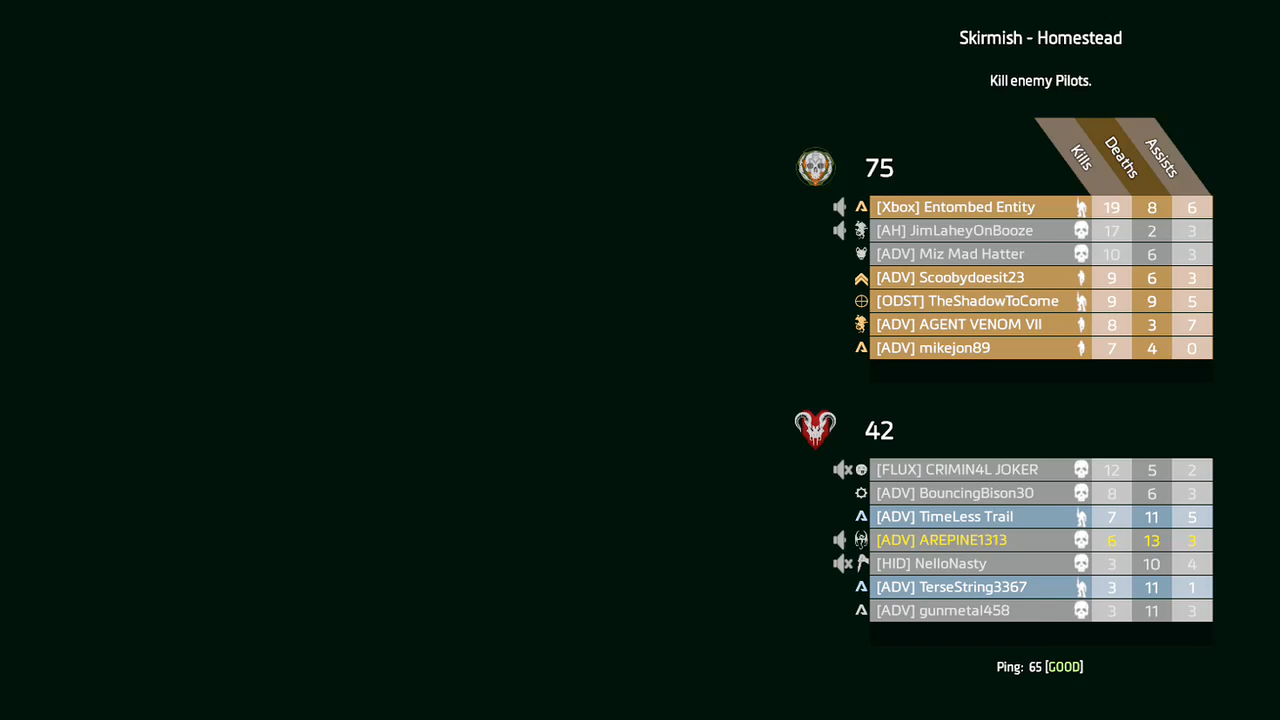 Skirmish - Homestead
Kill enemy Pilots.
Kills Deaths Assists
75
[Xbox] Entombed Entity 19 8 6
[AH] JimLaheyOnBooze 17 2 3
[ADV] Miz Mad Hatter 10 6 3
[ADV] Scoobydoesit23 9 6 3
[ODST] TheShadowToCome 9 9 5
[ADV] AGENT VENOM VII 8 3 7
[ADV] mikejon89 7 4 0
42
[FLUX] CRIMIN4L JOKER 12 5 2
[ADV] BouncingBison30 8 6 3
[ADV] TimeLess Trail 7 11 5
[ADV] AREPINE1313 6 13 3
[HID] NelloNasty 3 10 4
[ADV] TerseString3367 3 11 1
[ADV] gunmetal458 3 11 3
Ping: 65 [GOOD]